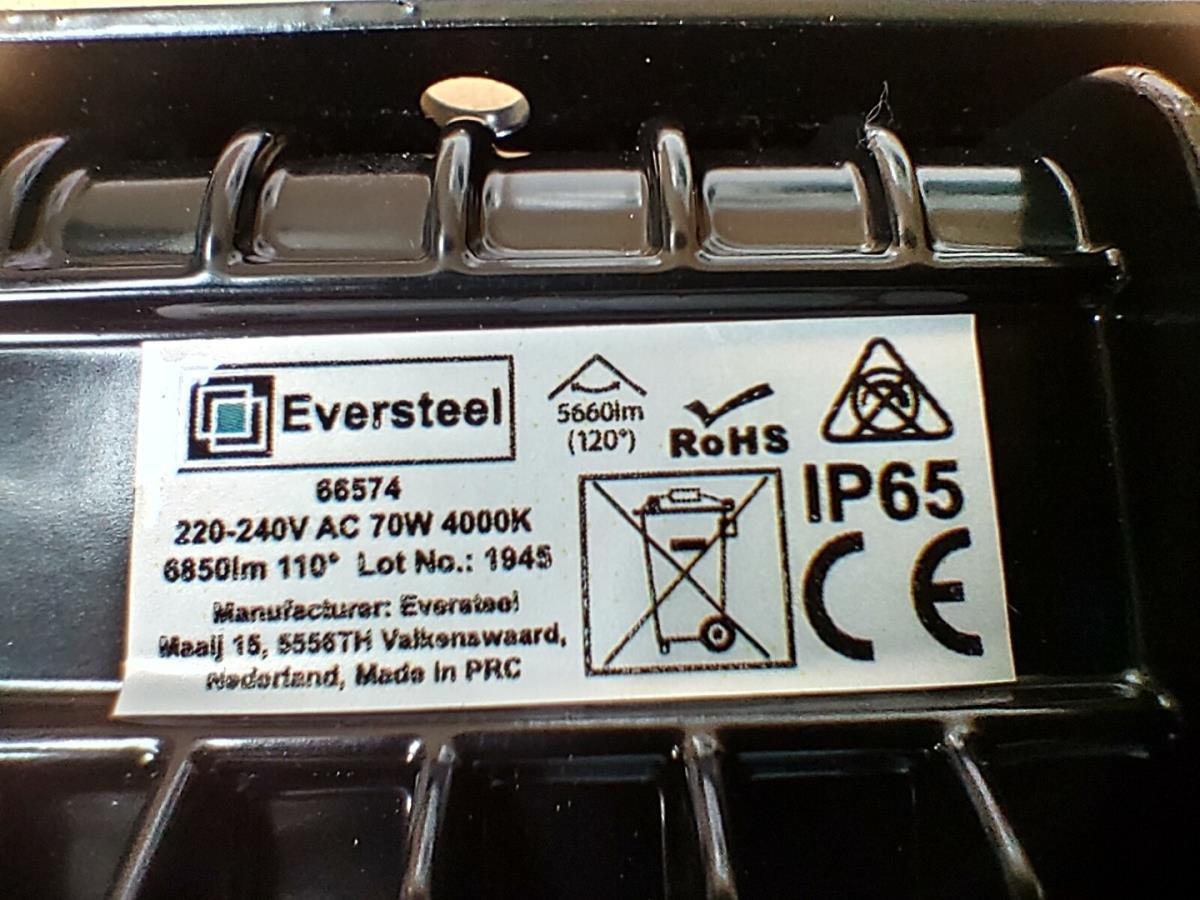 Eversteel
66574
220-240V AC 70W 4000K
6850lm 110° Lot No.: 1945
Manufacturer: Eversteel
Maaij 15, 5556TH Valkenswaard,
Nederland, Made in PRC
5660lm
(120°)
RoHS
IP65
CE